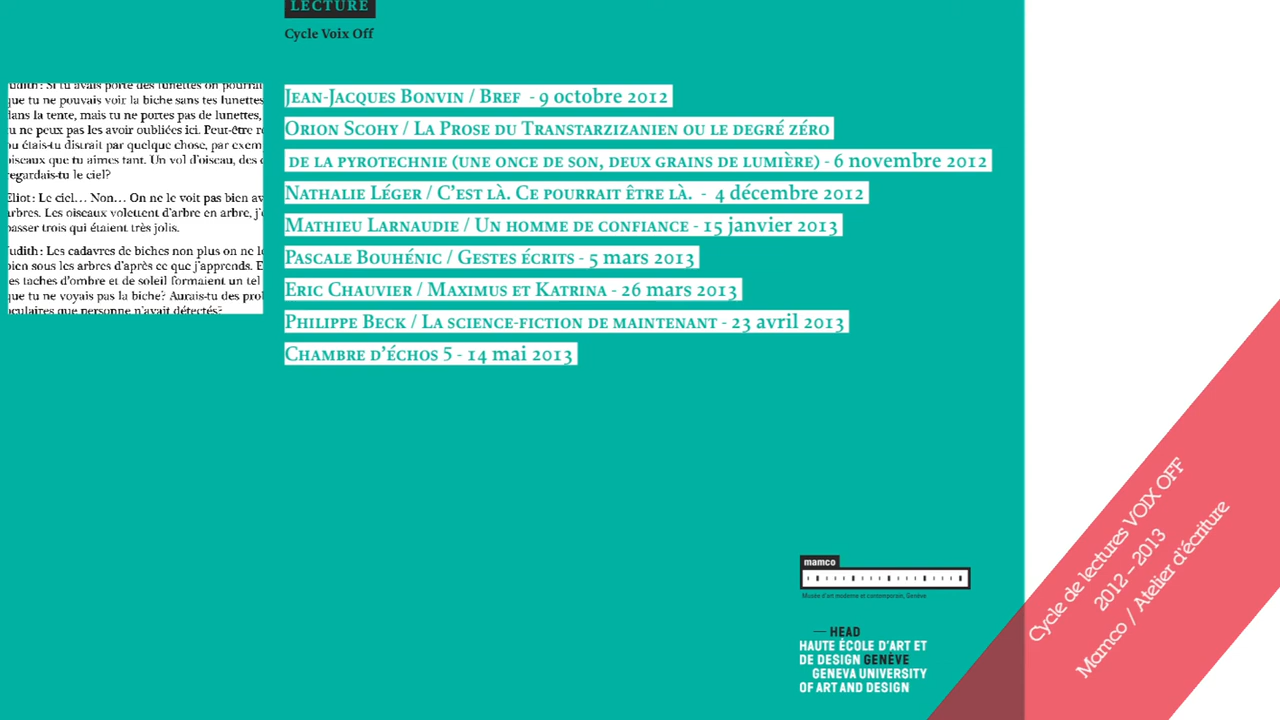 LECTURE
Cycle Voix Off
Judith : Si tu avais porté des lunettes on pourrait
que tu ne pouvais voir la biche sans tes lunettes
dans la tente, mais tu ne portes pas de lunettes,
tu ne peux pas les avoir oubliées ici. Peut-être
ou étais-tu distrait par quelque chose, par
oiseaux que tu aimes tant. Un vol d'oiseau, des
regardais-tu le ciel?
Eliot : Le ciel… Non… On ne le voit pas bien
arbres. Les oiseaux voletent d'arbre en arbre,
passer trois qui étaient très jolis.
Judith : Les cadavres de biches non plus on ne
bien sous les arbres d'après ce que j'apprends.
les taches d'ombre et de soleil formaient un tel
que tu ne voyais pas la biche? Aurais-tu des
oculaires que personne n'avait détectés?
Jean-Jacques Bonvin / Bref - 9 octobre 2012
Orion Scohy / La Prose du Transtarzizanien ou le degré zéro
de la pyrotechnie (une once de son, deux grains de lumière) - 6 novembre 2012
Nathalie Léger / C'est là. Ce pourrait être là. - 4 décembre 2012
Mathieu Larnaudie / Un homme de confiance - 15 janvier 2013
Pascale Bouhénic / Gestes écrits - 5 mars 2013
Eric Chauvier / Maximus et Katrina - 26 mars 2013
Philippe Beck / La science-fiction de maintenant - 23 avril 2013
Chambre d'échos 5 - 14 mai 2013
mamco
Musée d'art moderne et contemporain, Genève
— HEAD
HAUTE ÉCOLE D'ART ET
DE DESIGN GENÈVE
GENEVA UNIVERSITY
OF ART AND DESIGN
Cycle de lectures VOIX OFF
2012 – 2013
Mamco / Atelier d'écriture